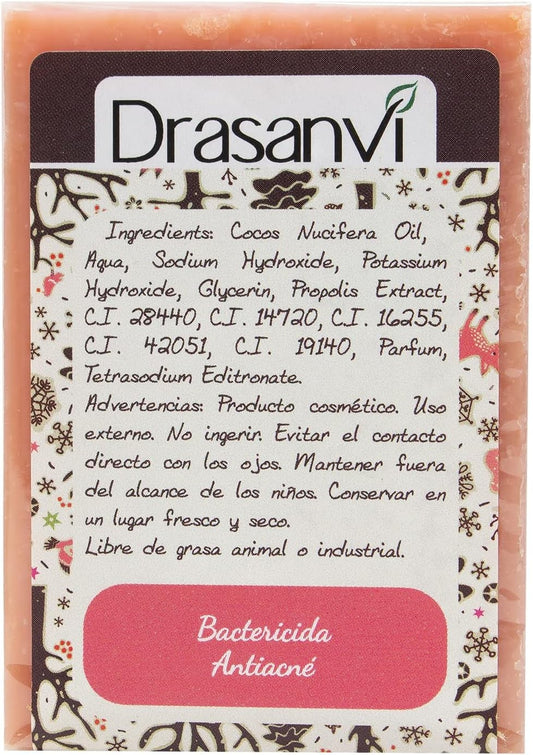 Drasanvi
Ingredients: Cocos Nucifera Oil,
Aqua, Sodium Hydroxide, Potassium
Hydroxide, Glycerin, Propolis Extract,
C.I. 28440, C.I. 14720, C.I. 16255,
C.I. 42051, C.I. 19140, Parfum,
Tetrasodium Editronate.
Advertencias: Producto cosmético. Uso
externo. No ingerir. Evitar el contacto
directo con los ojos. Mantener fuera
del alcance de los niños. Conservar en
un lugar fresco y seco.
Libre de grasa animal o industrial.
Bactericida
Antiacné